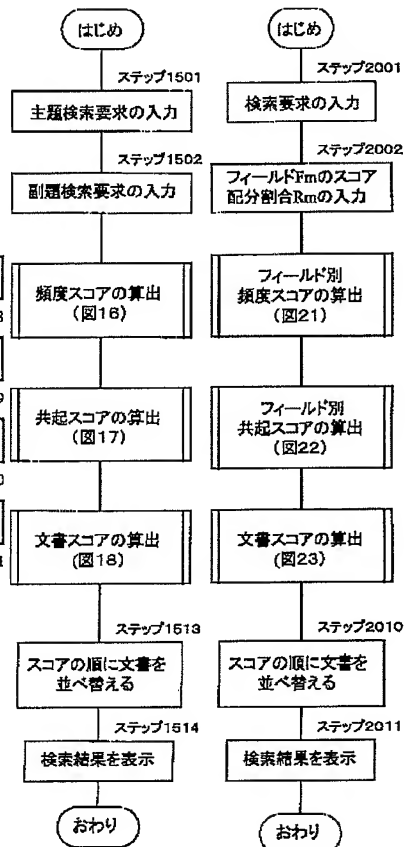 はじめ
ステップ1501
主題検索要求の入力
ステップ1502
副題検索要求の入力
頻度スコアの算出
(図16)
共起スコアの算出
(図17)
文書スコアの算出
(図18)
ステップ1513
スコアの順に文書を
並べ替える
ステップ1514
検索結果を表示
おわり
はじめ
ステップ2001
検索要求の入力
ステップ2002
フィールドFmのスコア
配分割合Rmの入力
フィールド別
頻度スコアの算出
(図21)
フィールド別
共起スコアの算出
(図22)
文書スコアの算出
(図23)
ステップ2010
スコアの順に文書を
並べ替える
ステップ2011
検索結果を表示
おわり